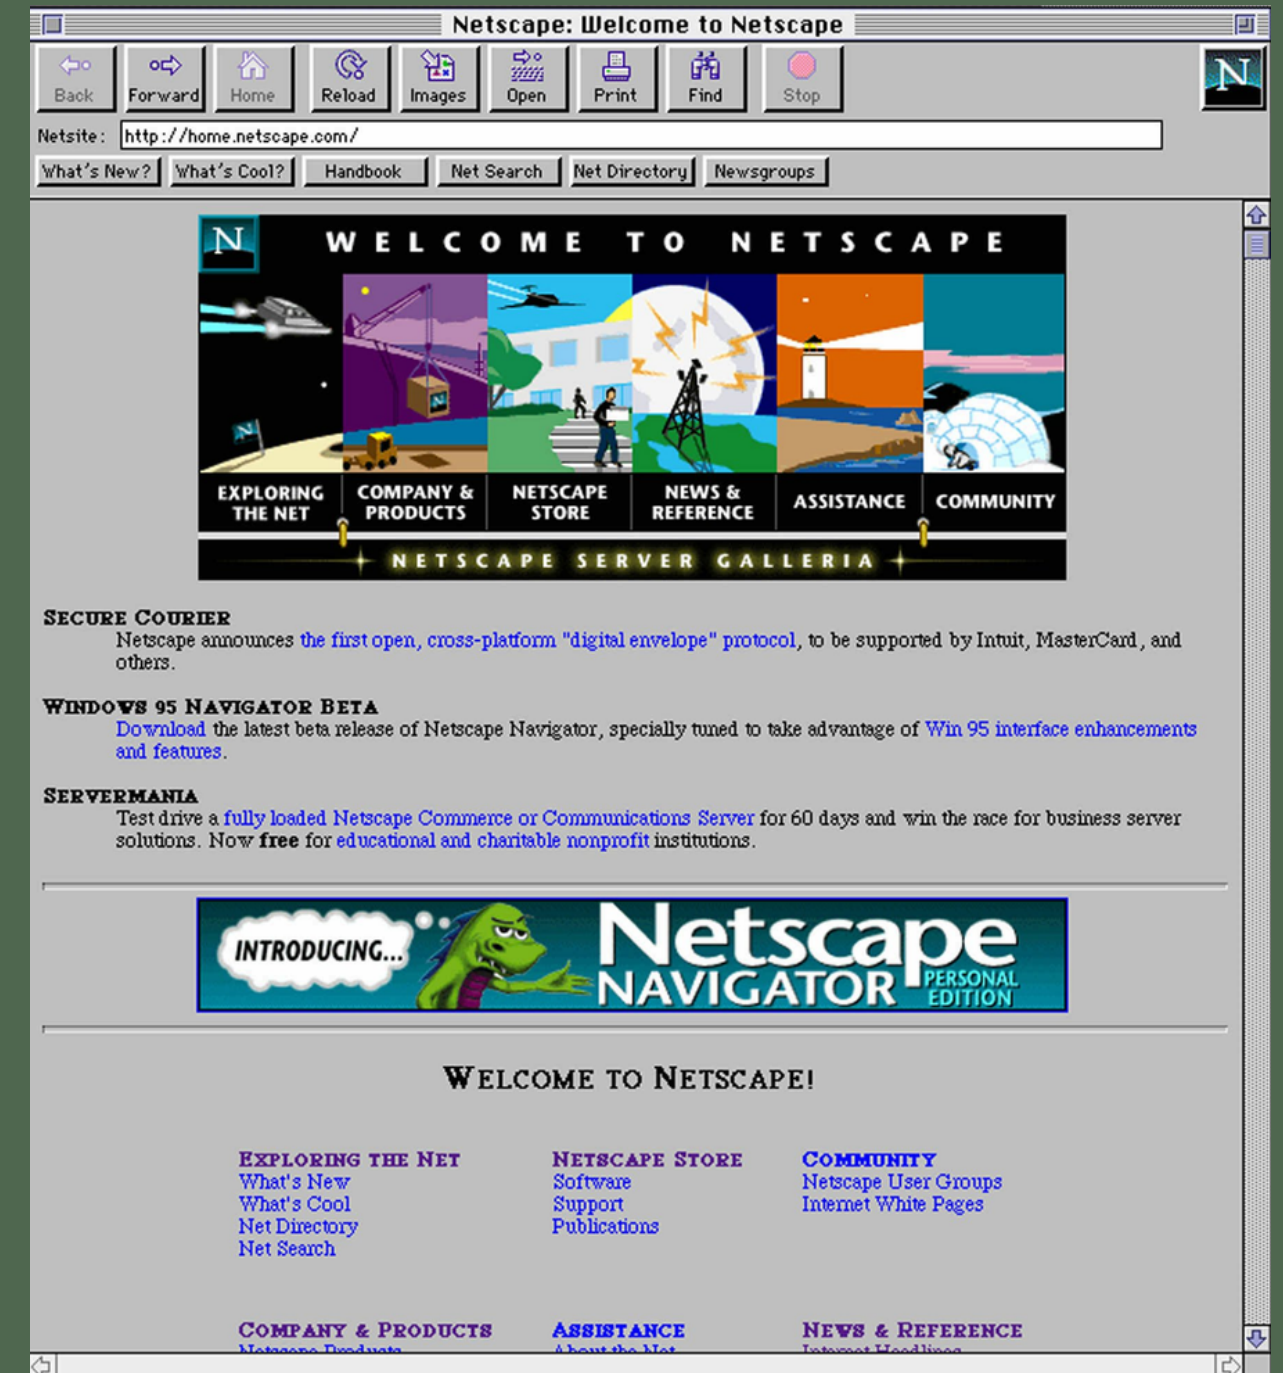 Netscape: Welcome to Netscape
Back Forward Home Reload Images Open Print Find Stop
N
Netsite: http://home.netscape.com/
What's New? What's Cool? Handbook Net Search Net Directory Newsgroups
N WELCOME TO NETSCAPE
N
N
EXPLORING THE NET
COMPANY & PRODUCTS
NETSCAPE STORE
NEWS & REFERENCE
ASSISTANCE
COMMUNITY
NETSCAPE SERVER GALLERIA
SECURE COURIER
Netscape announces the first open, cross-platform "digital envelope" protocol, to be supported by Intuit, MasterCard, and
others.
WINDOWS 95 NAVIGATOR BETA
Download the latest beta release of Netscape Navigator, specially tuned to take advantage of Win 95 interface enhancements
and features.
SERVERMANIA
Test drive a fully loaded Netscape Commerce or Communications Server for 60 days and win the race for business server
solutions. Now free for educational and charitable nonprofit institutions.
INTRODUCING...
Netscape
NAVIGATOR PERSONAL EDITION
WELCOME TO NETSCAPE!
EXPLORING THE NET
What's New
What's Cool
Net Directory
Net Search
NETSCAPE STORE
Software
Support
Publications
COMMUNITY
Netscape User Groups
Internet White Pages
COMPANY & PRODUCTS
Netscape Products
ASSISTANCE
About the Net
NEWS & REFERENCE
Internet Headlines